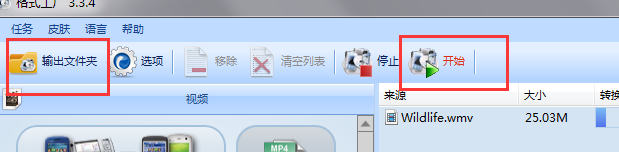 格式工厂 3.3.4
任务 皮肤 语言 帮助
输出文件夹 选项 移除 清空列表 停止 开始
视频
来源 大小 转换
Wildlife.wmv 25.03M
MP4